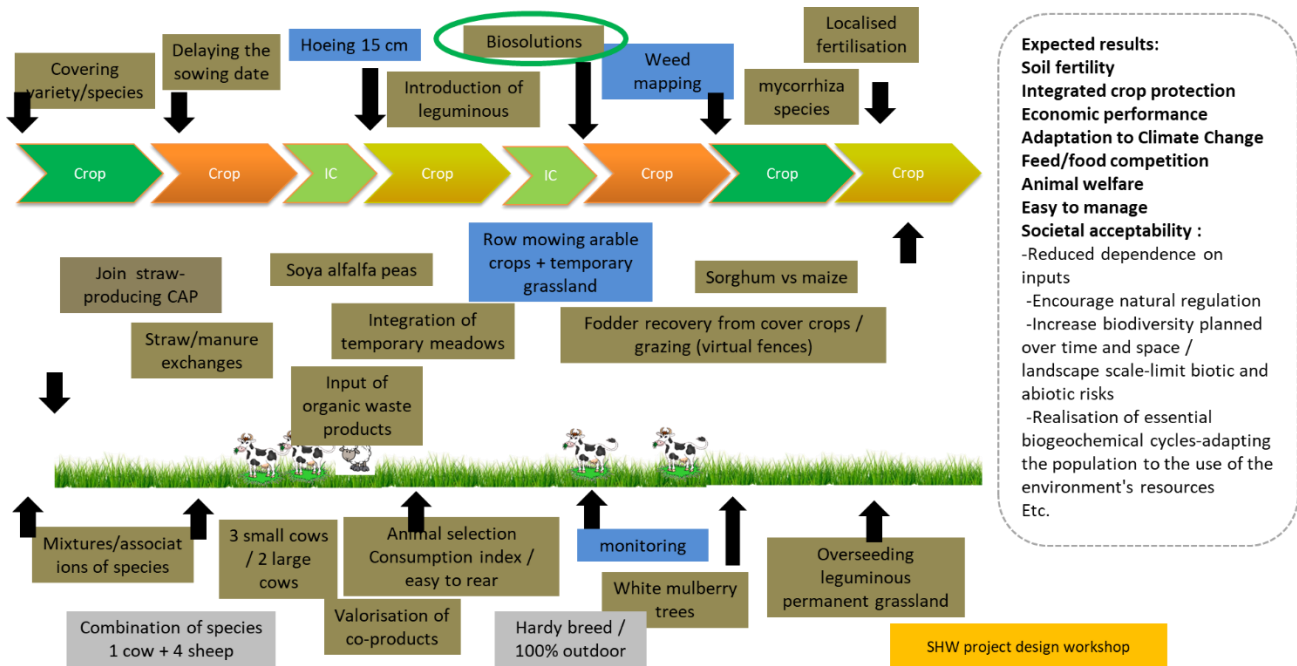 Covering
variety/species
Delaying the
sowing date
Hoeing 15 cm
Introduction of
leguminous
Biosolutions
Weed
mapping
mycorrhiza
species
Localised
fertilisation
Crop
Crop
IC
Crop
IC
Crop
Crop
Crop
Join straw-
producing CAP
Straw/manure
exchanges
Soya alfalfa peas
Integration of
temporary meadows
Input of
organic waste
products
Row mowing arable
crops + temporary
grassland
Sorghum vs maize
Fodder recovery from cover crops /
grazing (virtual fences)
Mixtures/associat
ions of species
3 small cows
/ 2 large
cows
Animal selection
Consumption index /
easy to rear
monitoring
White mulberry
trees
Overseeding
leguminous
permanent grassland
Combination of species
1 cow + 4 sheep
Valorisation of
co-products
Hardy breed /
100% outdoor
SHW project design workshop
Expected results:
Soil fertility
Integrated crop protection
Economic performance
Adaptation to Climate Change
Feed/food competition
Animal welfare
Easy to manage
Societal acceptability :
-Reduced dependence on
inputs
-Encourage natural regulation
-Increase biodiversity planned
over time and space /
landscape scale-limit biotic and
abiotic risks
-Realisation of essential
biogeochemical cycles-adapting
the population to the use of the
environment's resources
Etc.